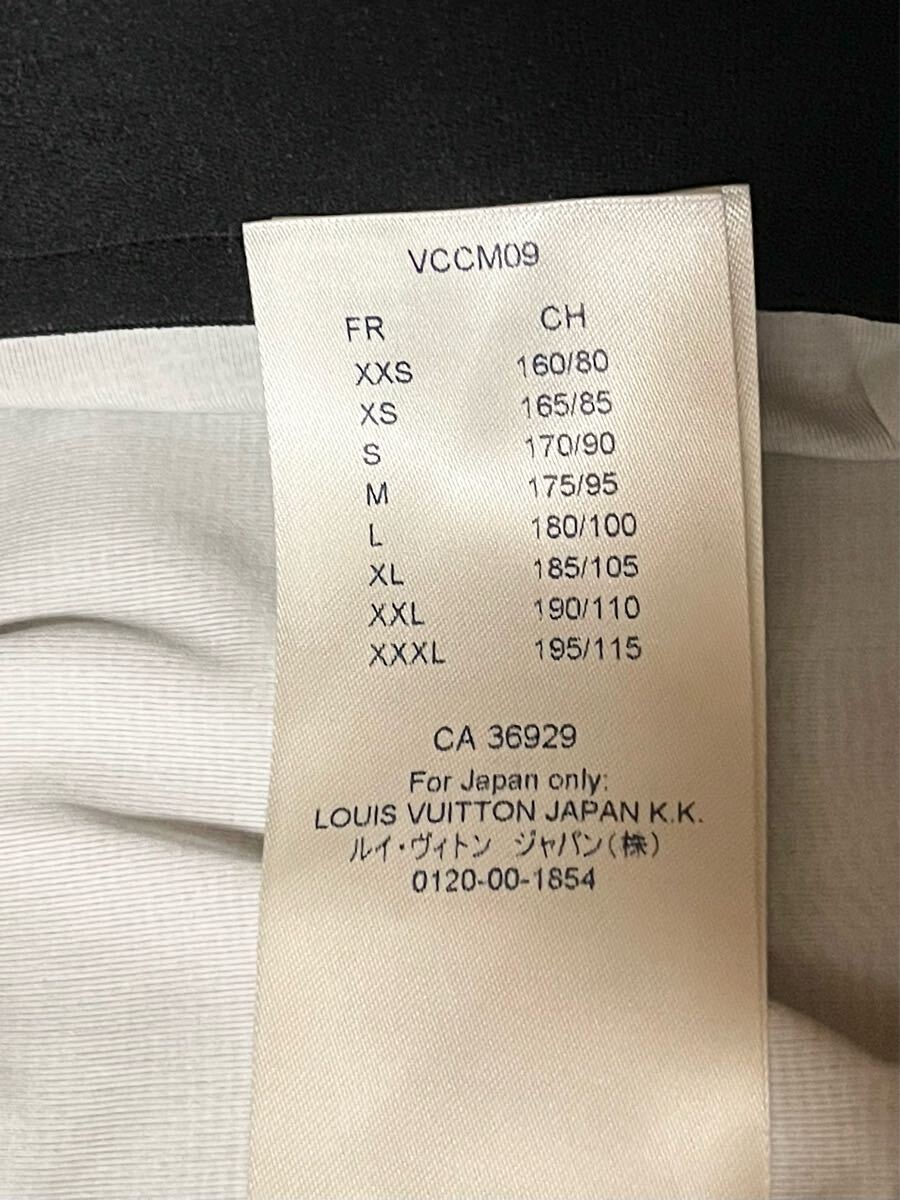 VCCM09
FR CH
XXS 160/80
XS 165/85
S 170/90
M 175/95
L 180/100
XL 185/105
XXL 190/110
XXXL 195/115
CA 36929
For Japan only:
LOUIS VUITTON JAPAN K.K.
ルイ・ヴィトン ジャパン(株)
0120-00-1854